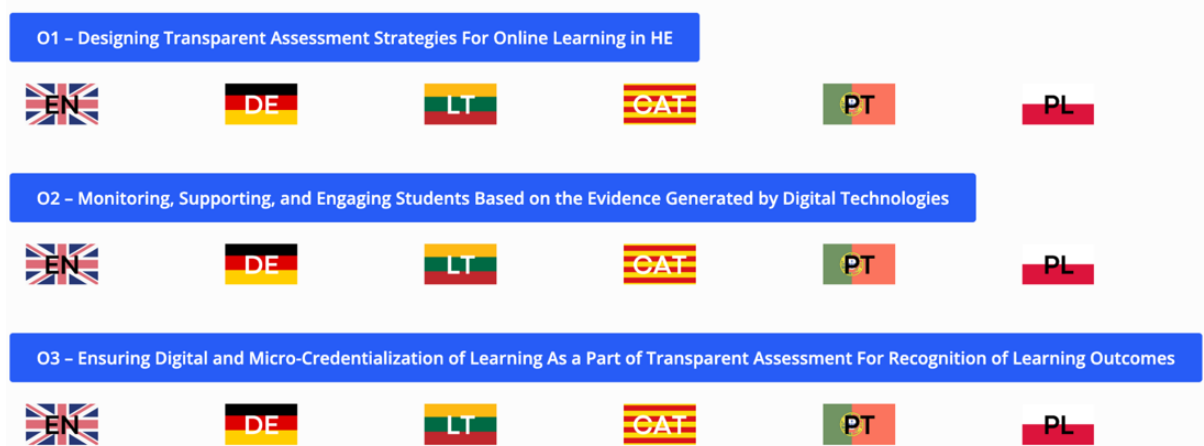 O1 – Designing Transparent Assessment Strategies For Online Learning in HE
EN DE LT CAT PT PL
O2 – Monitoring, Supporting, and Engaging Students Based on the Evidence Generated by Digital Technologies
EN DE LT CAT PT PL
O3 – Ensuring Digital and Micro-Credentialization of Learning As a Part of Transparent Assessment For Recognition of Learning Outcomes
EN DE LT CAT PT PL